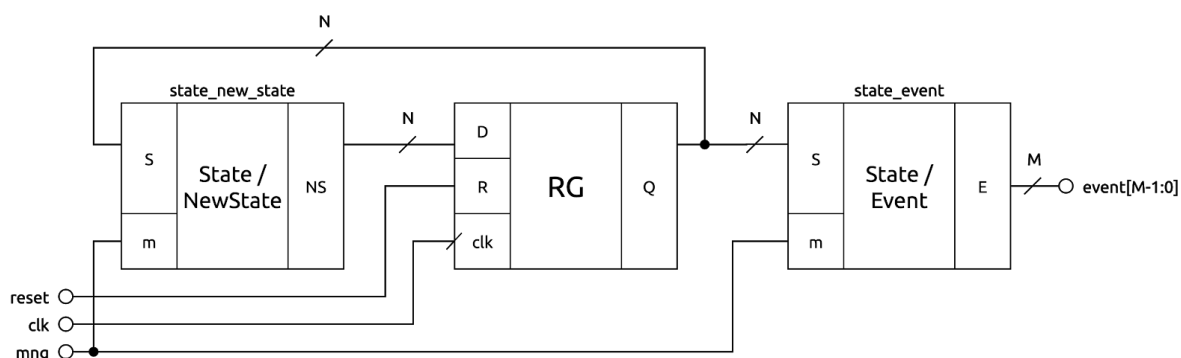 N
state_new_state
state_event
N
N
D
M
S
State /
NewState
NS
R
RG
Q
S
State /
Event
E
event[M-1:0]
m
clk
m
reset
clk
mng